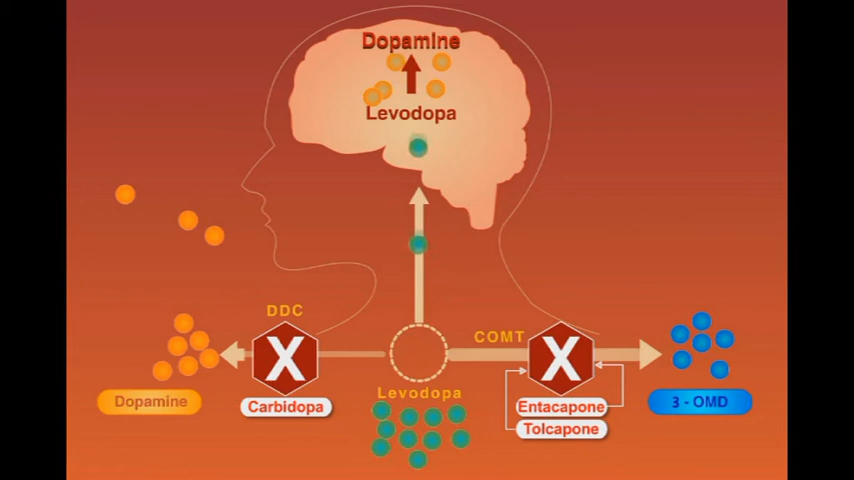 Dopamine
Levodopa
DDC
COMT
X
X
Levodopa
Dopamine
Carbidopa
Entacapone
Tolcapone
3 - OMD